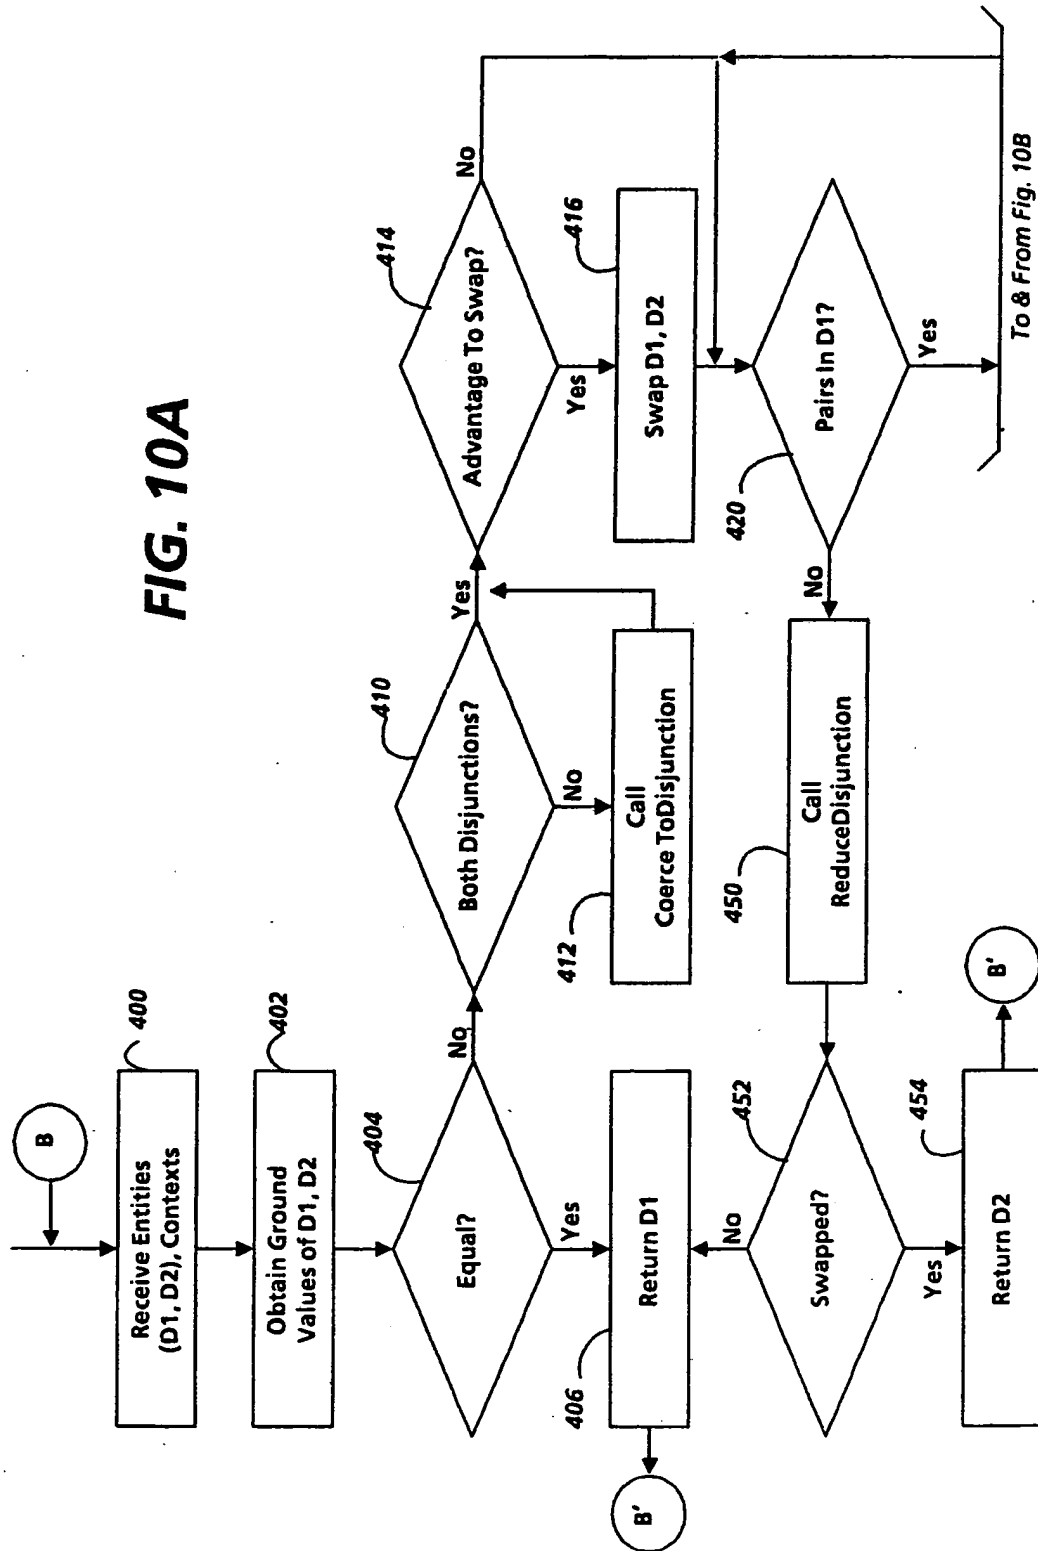 FIG. 10A
B
400
Receive Entities
(D1, D2), Contexts
402
Obtain Ground
Values of D1, D2
404
Equal?
No
Yes
406
Return D1
B'
410
Both Disjunctions?
Yes
No
412
Call
Coerce ToDisjunction
414
Advantage To Swap?
No
Yes
416
Swap D1, D2
420
Pairs In D1?
No
Yes
To & From Fig. 10B
450
Call
ReduceDisjunction
452
Swapped?
No
Yes
454
Return D2
B'